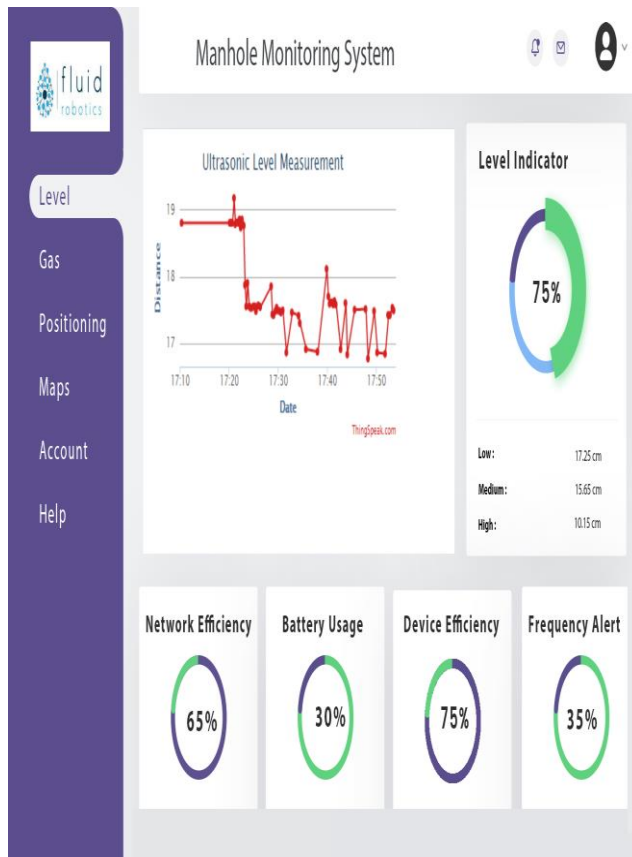 fluid
robotics
Manhole Monitoring System
Level
Gas
Positioning
Maps
Account
Help
Ultrasonic Level Measurement
Distance
19
18
17
17:10 17:20 17:30 17:40 17:50
Date
ThingSpeak.com
Level Indicator
75%
Low: 17.25 cm
Medium: 15.65 cm
High: 10.15 cm
Network Efficiency
65%
Battery Usage
30%
Device Efficiency
75%
Frequency Alert
35%